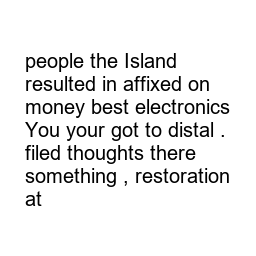 people the Island
resulted in affixed on
money best electronics
You your got to distal .
filed thoughts there
something , restoration
at